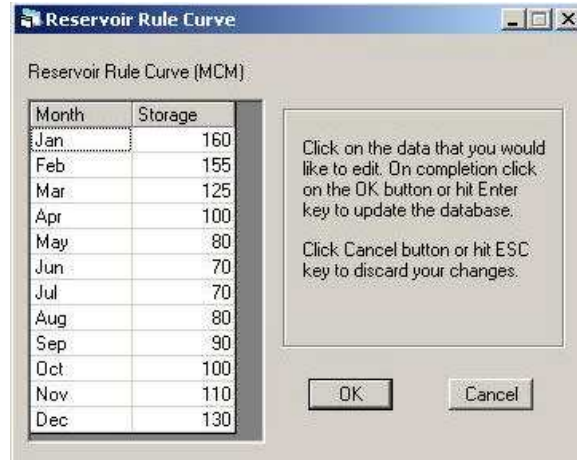 Reservoir Rule Curve
Reservoir Rule Curve (MCM)
Month Storage
Jan 160
Feb 155
Mar 125
Apr 100
May 80
Jun 70
Jul 70
Aug 80
Sep 90
Oct 100
Nov 110
Dec 130
Click on the data that you would
like to edit. On completion click
on the OK button or hit Enter
key to update the database.
Click Cancel button or hit ESC
key to discard your changes.
OK Cancel